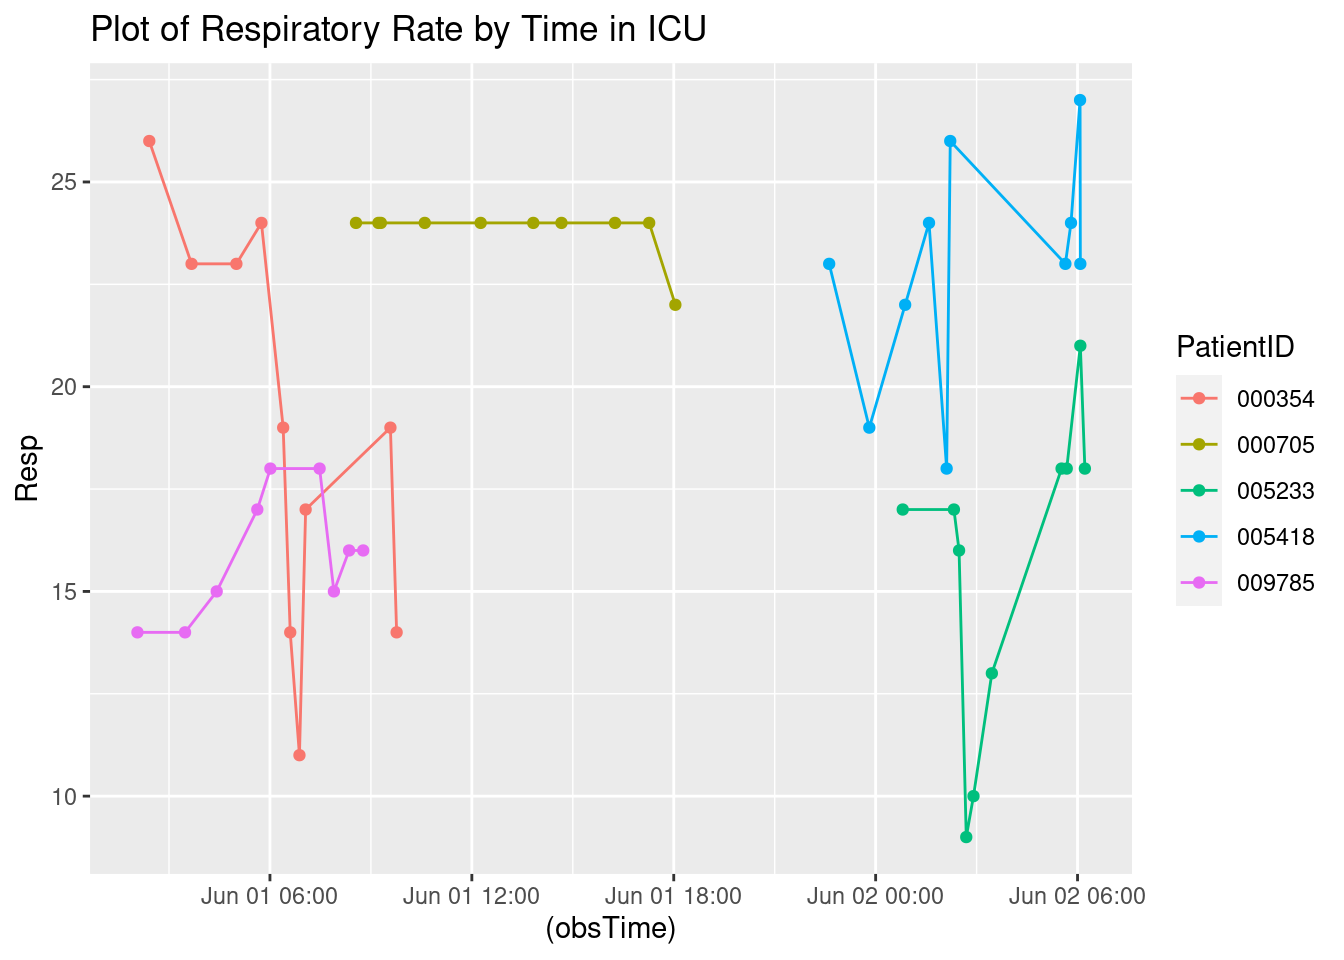 Plot of Respiratory Rate by Time in ICU
Resp
25
20
15
10
Jun 01 06:00 Jun 01 12:00 Jun 01 18:00 Jun 02 00:00 Jun 02 06:00
(obsTime)
PatientID
000354
000705
005233
005418
009785